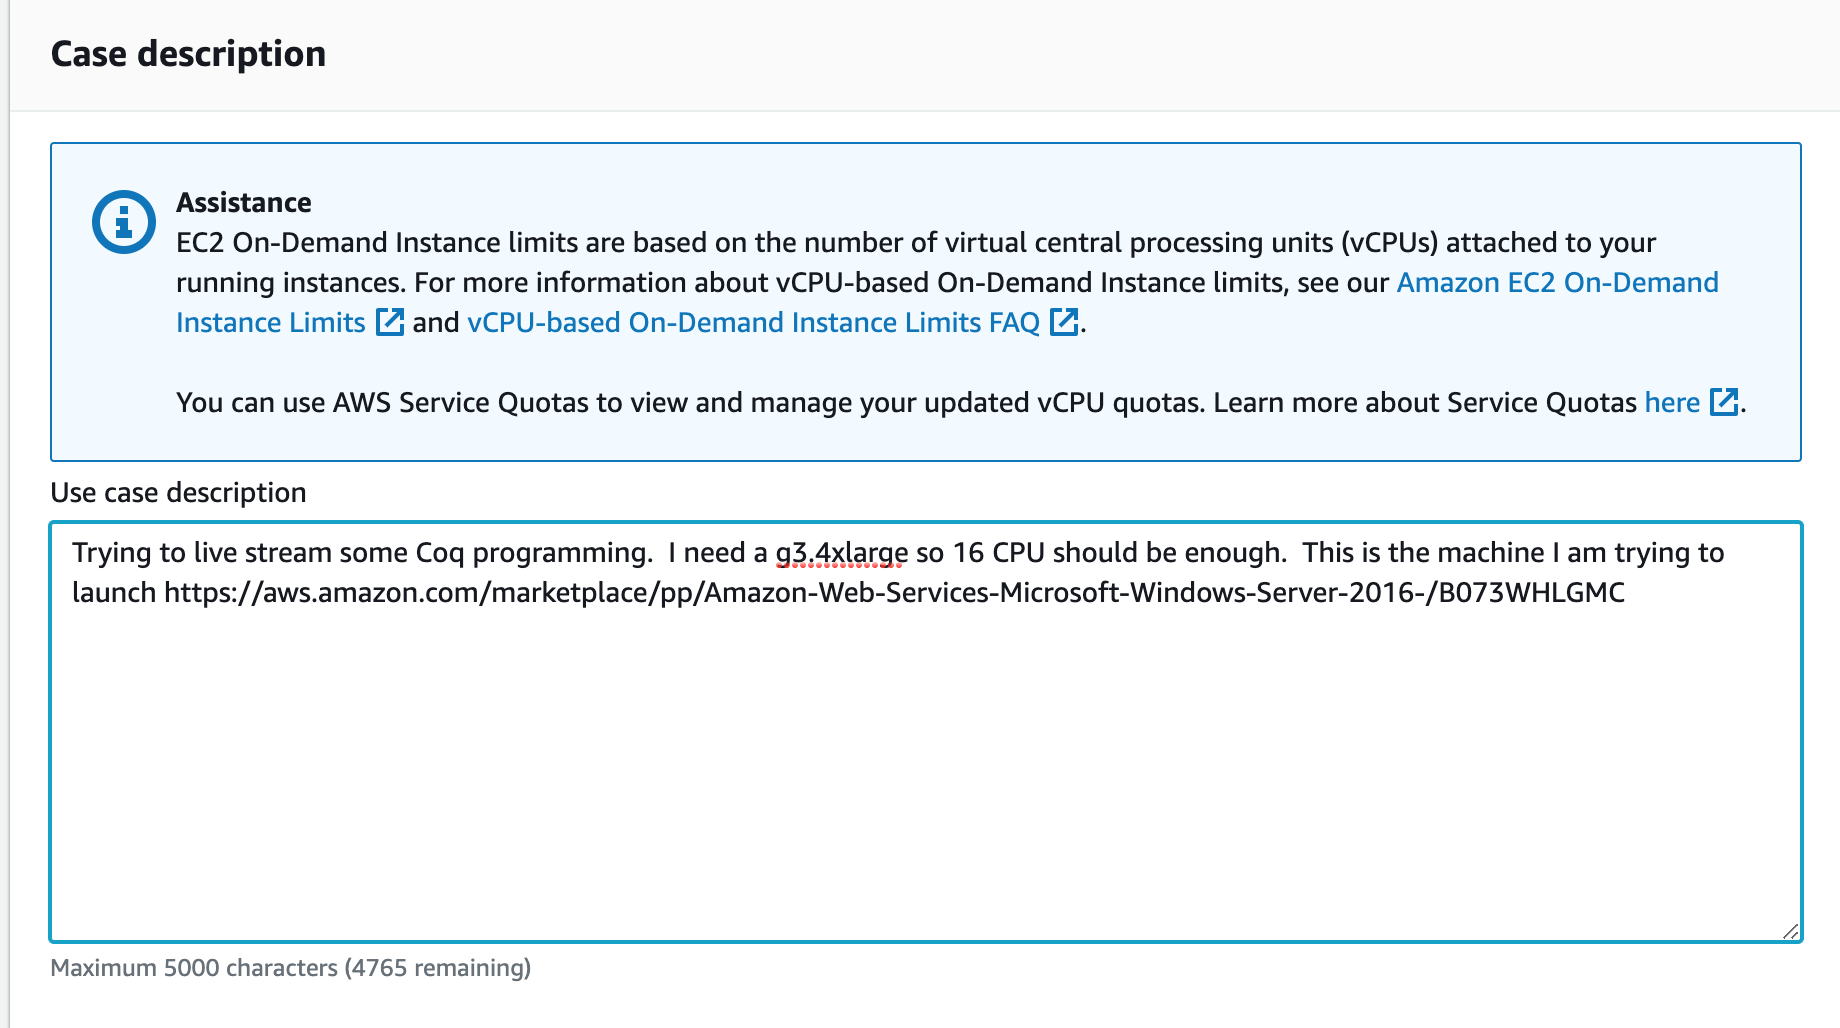 Case description
Assistance
EC2 On-Demand Instance limits are based on the number of virtual central processing units (vCPUs) attached to your
running instances. For more information about vCPU-based On-Demand Instance limits, see our Amazon EC2 On-Demand
Instance Limits and vCPU-based On-Demand Instance Limits FAQ .
You can use AWS Service Quotas to view and manage your updated vCPU quotas. Learn more about Service Quotas here .
Use case description
Trying to live stream some Coq programming.  I need a g3.4xlarge so 16 CPU should be enough.  This is the machine I am trying to
launch https://aws.amazon.com/marketplace/pp/Amazon-Web-Services-Microsoft-Windows-Server-2016-/B073WHLGMC
Maximum 5000 characters (4765 remaining)